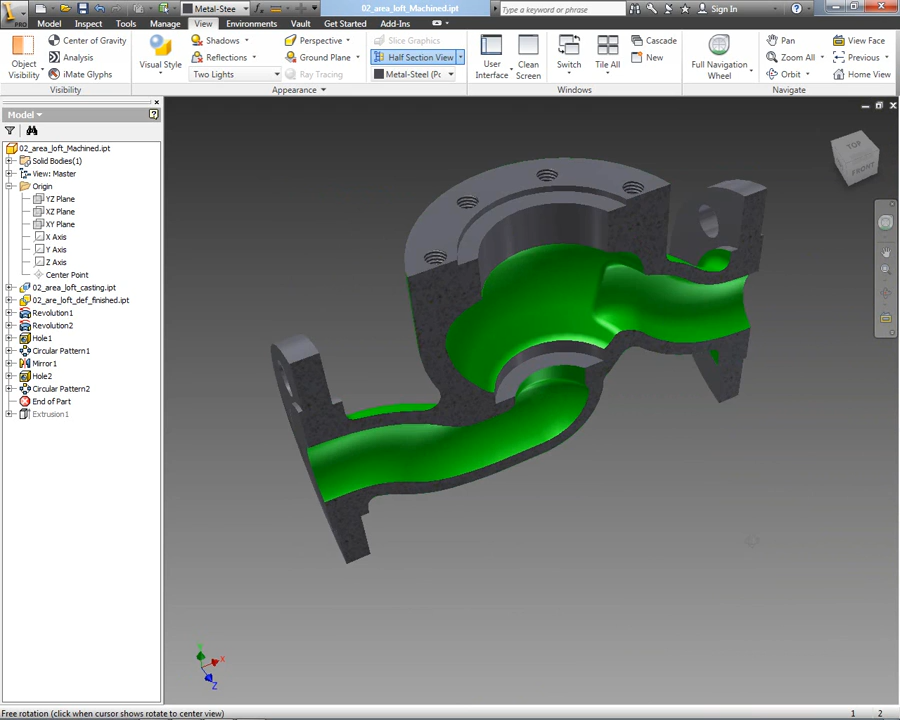 Metal-Stee
02_area_loft_Machined.ipt
Type a keyword or phrase
Sign In
PRO
Model Inspect Tools Manage View Environments Vault Get Started Add-Ins
Object Visibility
Center of Gravity
Analysis
iMate Glyphs
Visibility
Visual Style
Shadows
Reflections
Two Lights
Perspective
Ground Plane
Ray Tracing
Slice Graphics
Half Section View
Metal-Steel (Pc
Appearance
User Interface
Clean Screen
Switch
Tile All
Cascade
New
Windows
Full Navigation Wheel
Pan
Zoom All
Orbit
View Face
Previous
Home View
Navigate
Model
02_area_loft_Machined.ipt
Solid Bodies(1)
View: Master
Origin
YZ Plane
XZ Plane
XY Plane
X Axis
Y Axis
Z Axis
Center Point
02_area_loft_casting.ipt
02_are_loft_def_finished.ipt
Revolution1
Revolution2
Hole1
Circular Pattern1
Mirror1
Hole2
Circular Pattern2
End of Part
Extrusion1
TOP
FRONT
Y
X
Z
Free rotation (click when cursor shows rotate to center view)
1 2